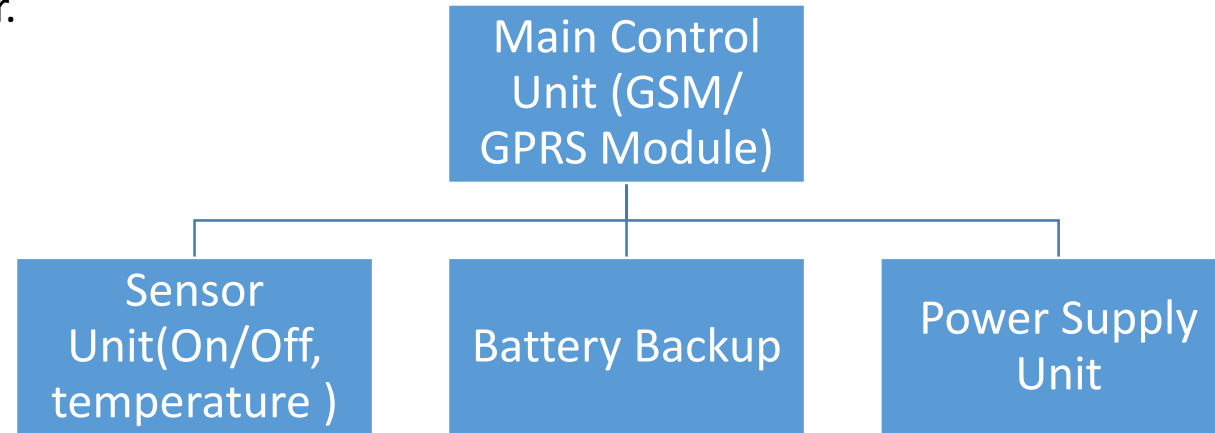 r.
Main Control
Unit (GSM/
GPRS Module)
Sensor
Unit(On/Off,
temperature )
Battery Backup
Power Supply
Unit